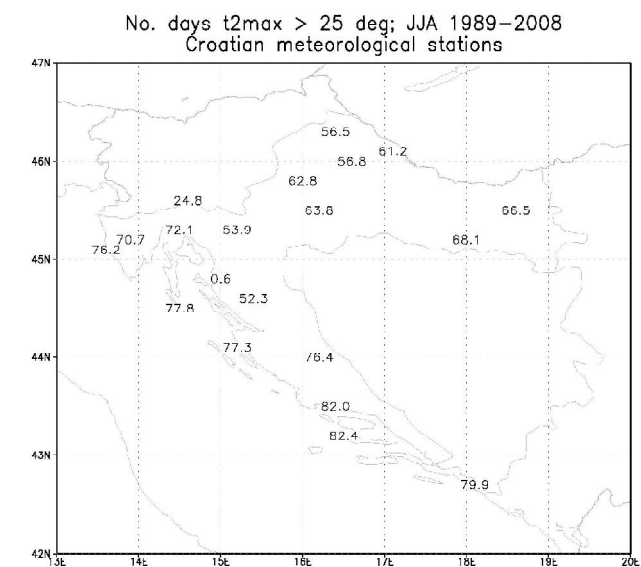 No. days t2max > 25 deg; JJA 1989–2008
Croatian meteorological stations
47N
56.5
61.2
46N
56.8
62.8
24.8
63.8
66.5
72.1
53.9
70.7
68.1
76.2
45N
0.6
52.3
77.8
77.3
44N
76.4
82.0
82.4
43N
79.9
42N
13E 14E 15E 16E 17E 18E 19E 20E